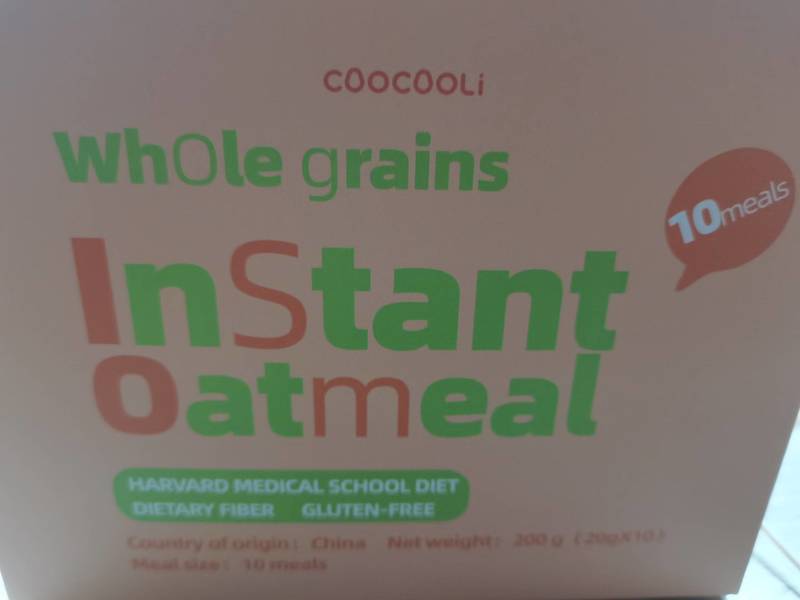 COOCOOLi
WhOle grains
10meals
InStant
Oatmeal
HARVARD MEDICAL SCHOOL DIET
DIETARY FIBER GLUTEN-FREE
Country of origin: China Net weight: 200 g (20gX10)
Meal size: 10 meals